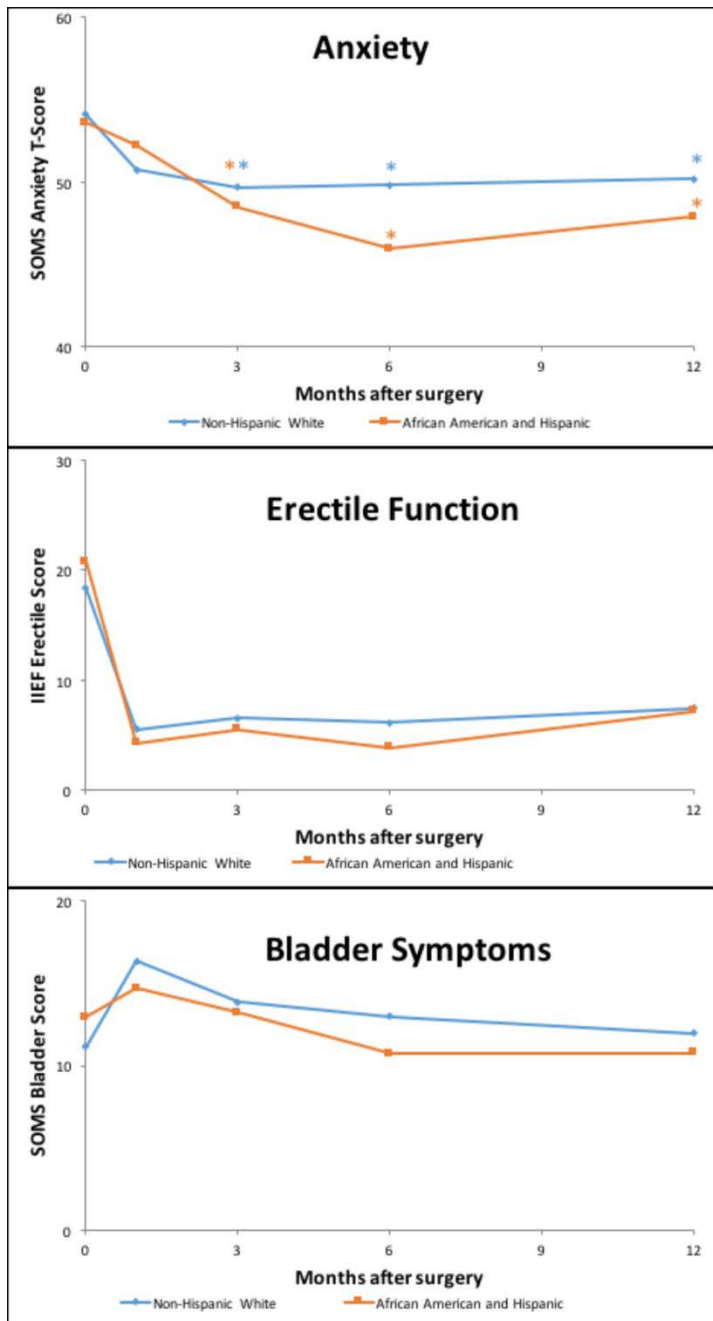 Anxiety
60
50
40
SOMS Anxiety T-Score
* *
*
*
*
*
0 3 6 9 12
Months after surgery
Non-Hispanic White African American and Hispanic
Erectile Function
30
20
10
0
IIEF Erectile Score
0 3 6 9 12
Months after surgery
Non-Hispanic White African American and Hispanic
Bladder Symptoms
20
10
0
SOMS Bladder Score
0 3 6 9 12
Months after surgery
Non-Hispanic White African American and Hispanic